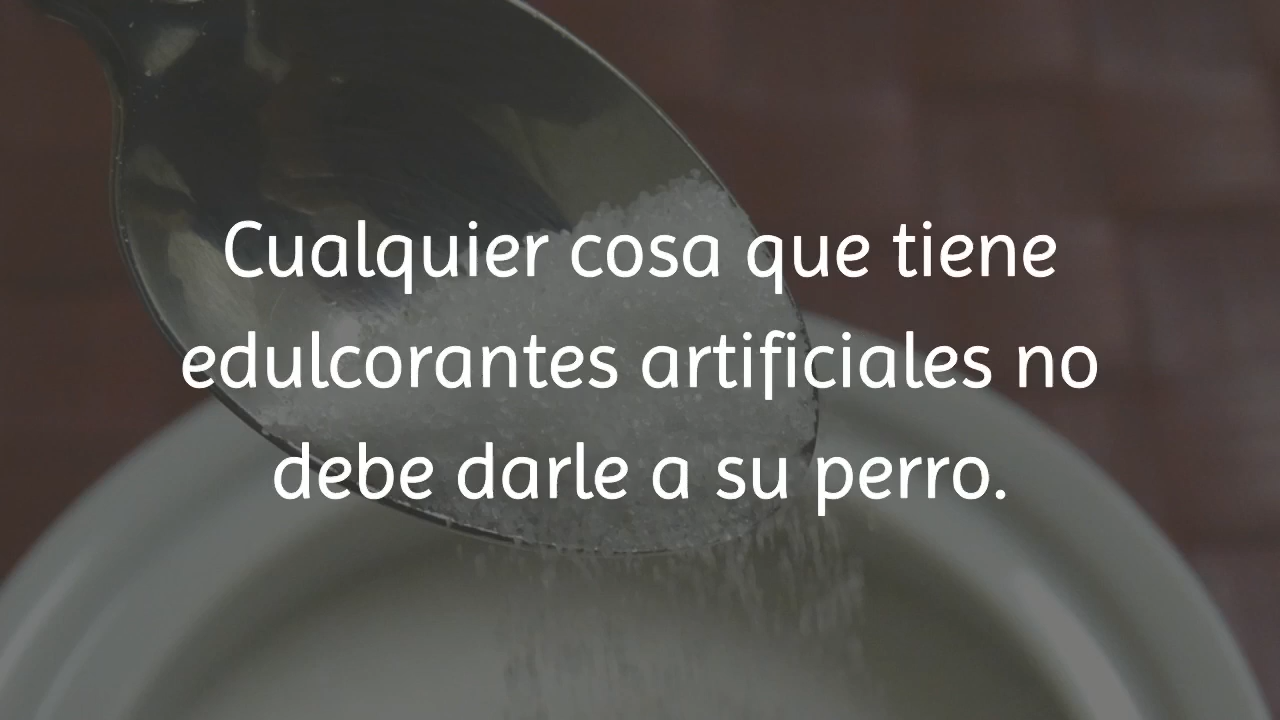 Cualquier cosa que tiene
edulcorantes artificiales no
debe darle a su perro.